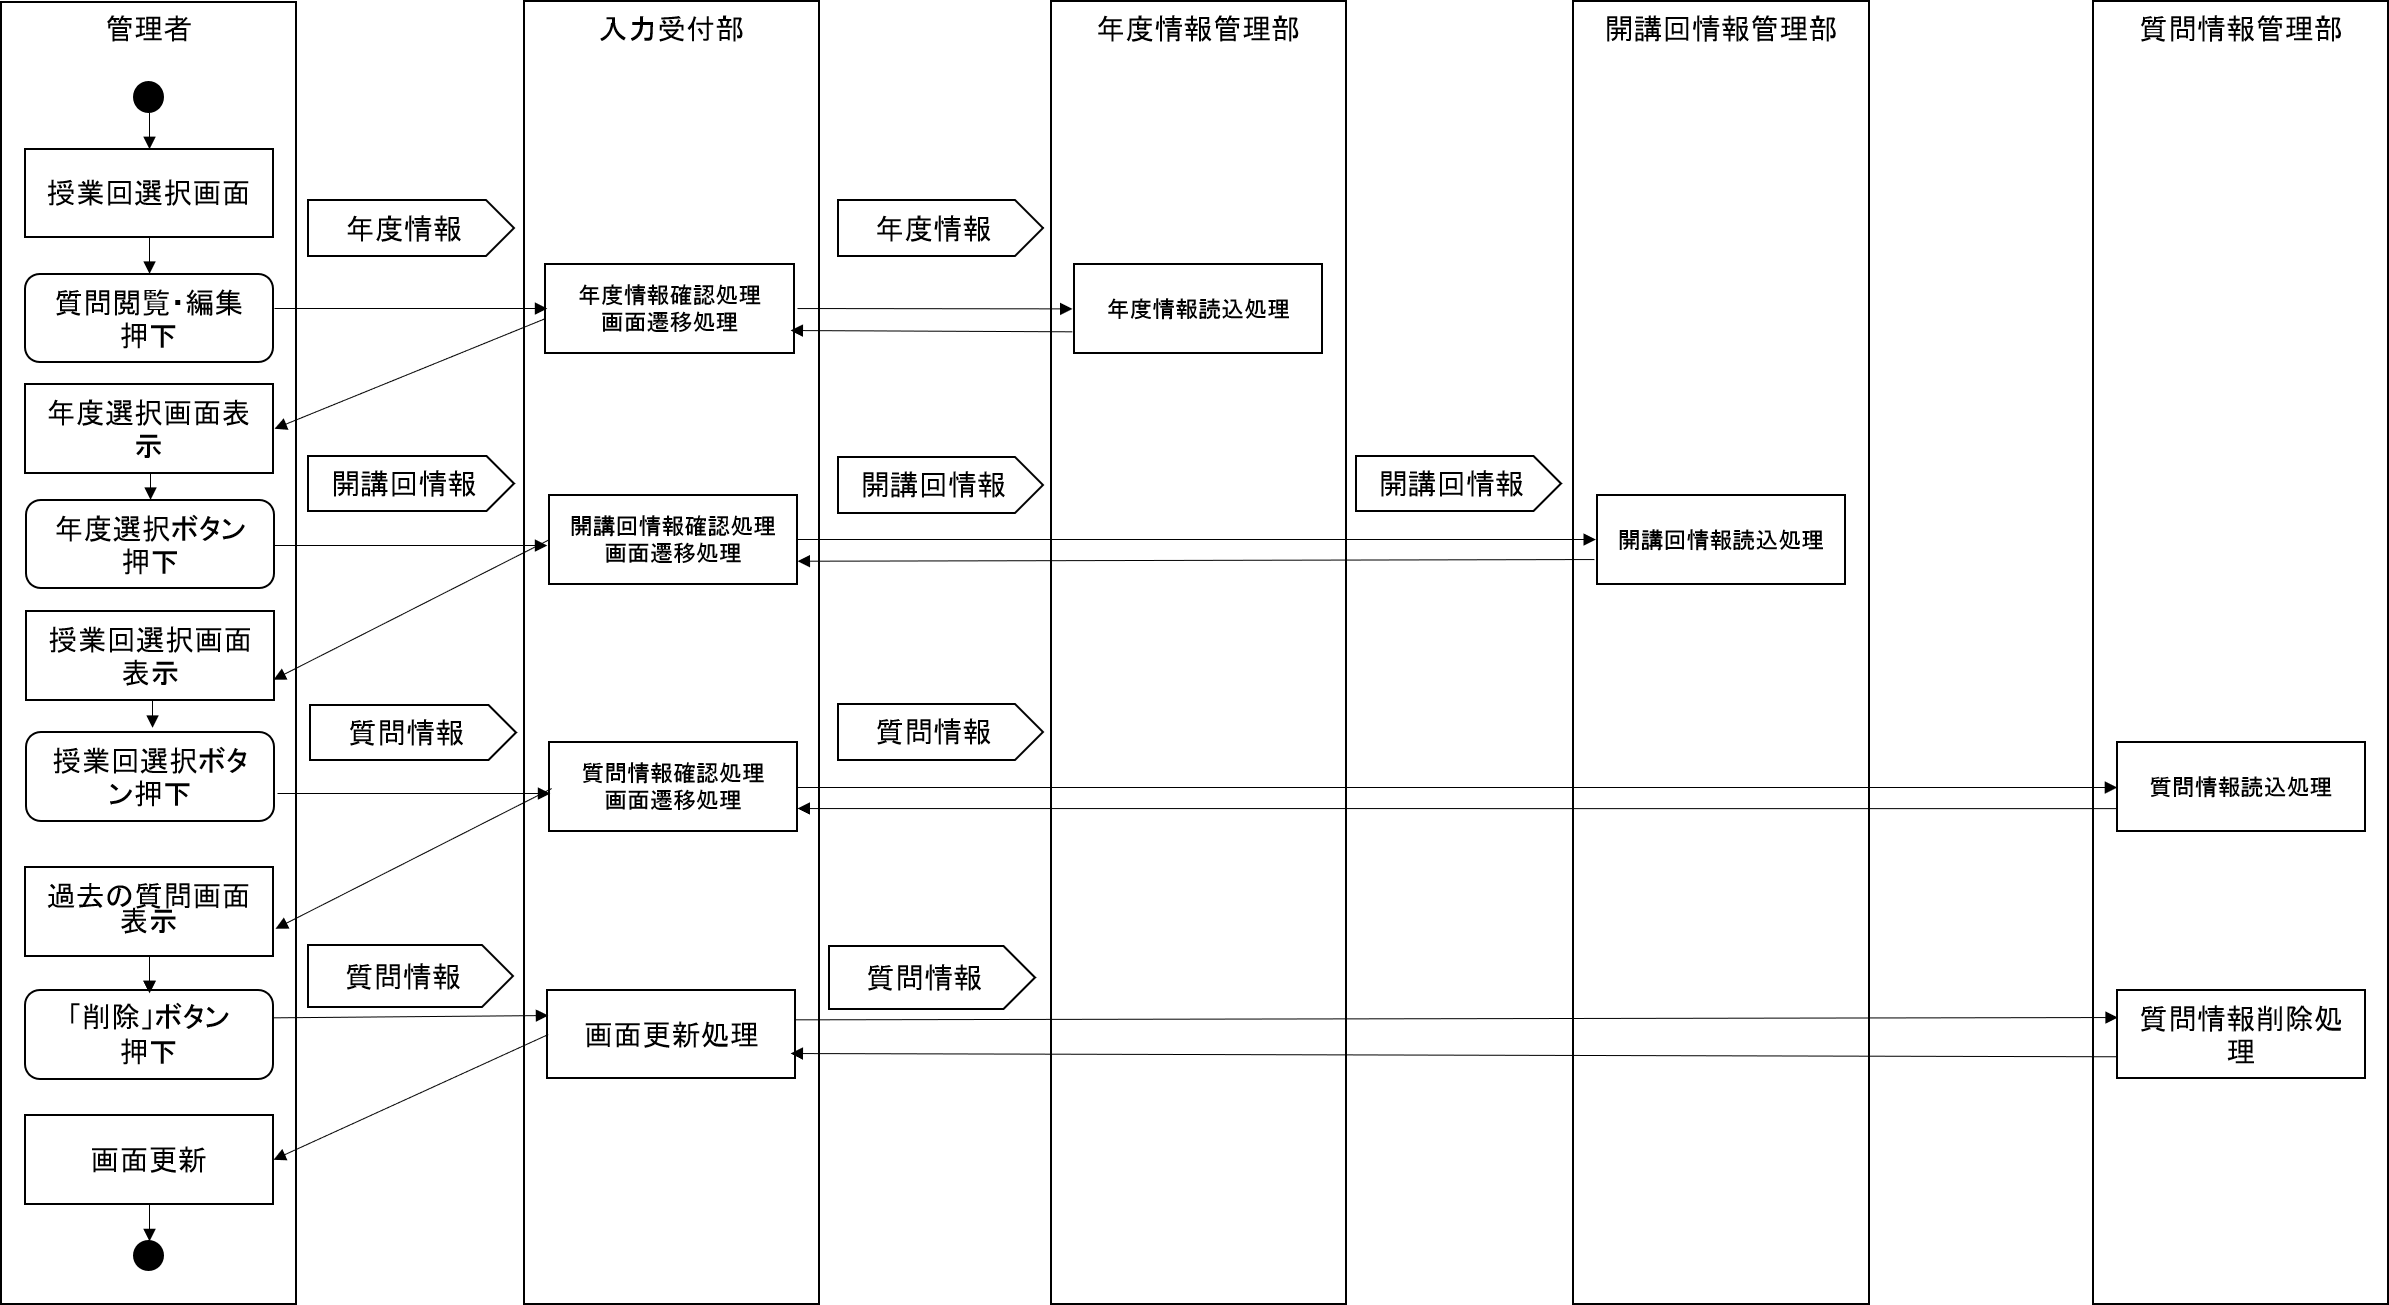 管理者
入力受付部
年度情報管理部
開講回情報管理部
質問情報管理部
授業回選択画面
年度情報
年度情報
質問閲覧・編集
押下
年度情報確認処理
画面遷移処理
年度情報読込処理
年度選択画面表
示
開講回情報
開講回情報
開講回情報
年度選択ボタン
押下
開講回情報確認処理
画面遷移処理
開講回情報読込処理
授業回選択画面
表示
質問情報
質問情報
授業回選択ボタ
ン押下
質問情報確認処理
画面遷移処理
質問情報読込処理
過去の質問画面
表示
質問情報
質問情報
「削除」ボタン
押下
画面更新処理
質問情報削除処
理
画面更新